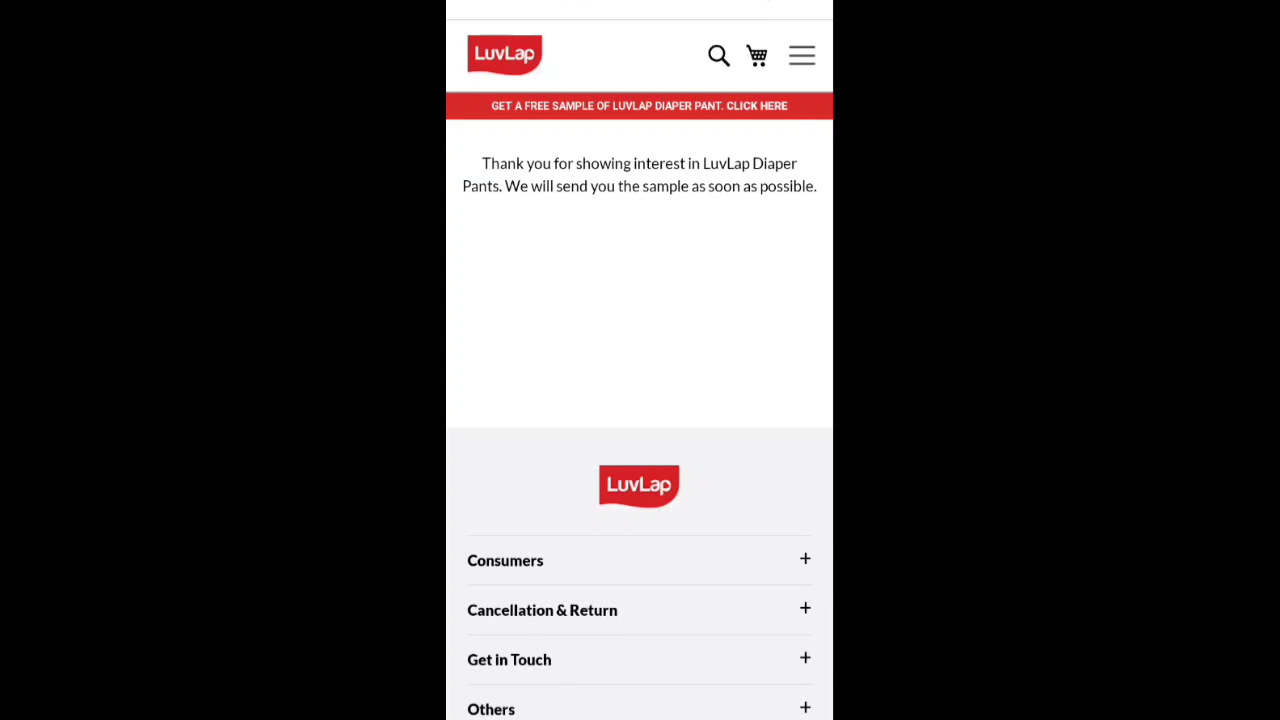 LuvLap
GET A FREE SAMPLE OF LUVLAP DIAPER PANT. CLICK HERE
Thank you for showing interest in LuvLap Diaper
Pants. We will send you the sample as soon as possible.
LuvLap
Consumers +
Cancellation & Return +
Get in Touch +
Others +